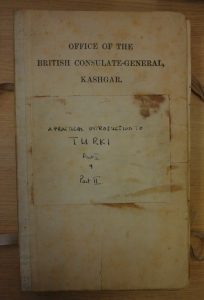 OFFICE OF THE
BRITISH CONSULATE-GENERAL,
KASHGAR.
A PRACTICAL INTRODUCTION TO
TURKI
Part I
&
Part II